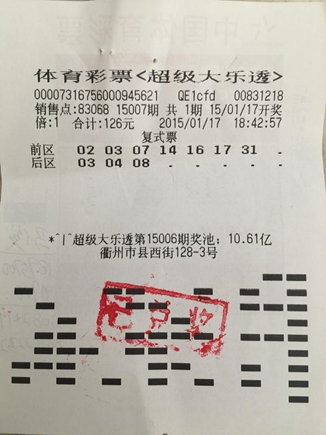 体育彩票<超级大乐透>
00007316756000945621 QE1cfd 00831218
销售点:83068 15007期 共 1期 15/01/17开奖
倍:1 合计:126元 2015/01/17 18:42:57
复式票
前区 02 03 07 14 16 17 31 . .
后区 03 04 08 . . . . . .
*~|~超级大乐透第15006期奖池：10.61亿
衢州市县西街128-3号